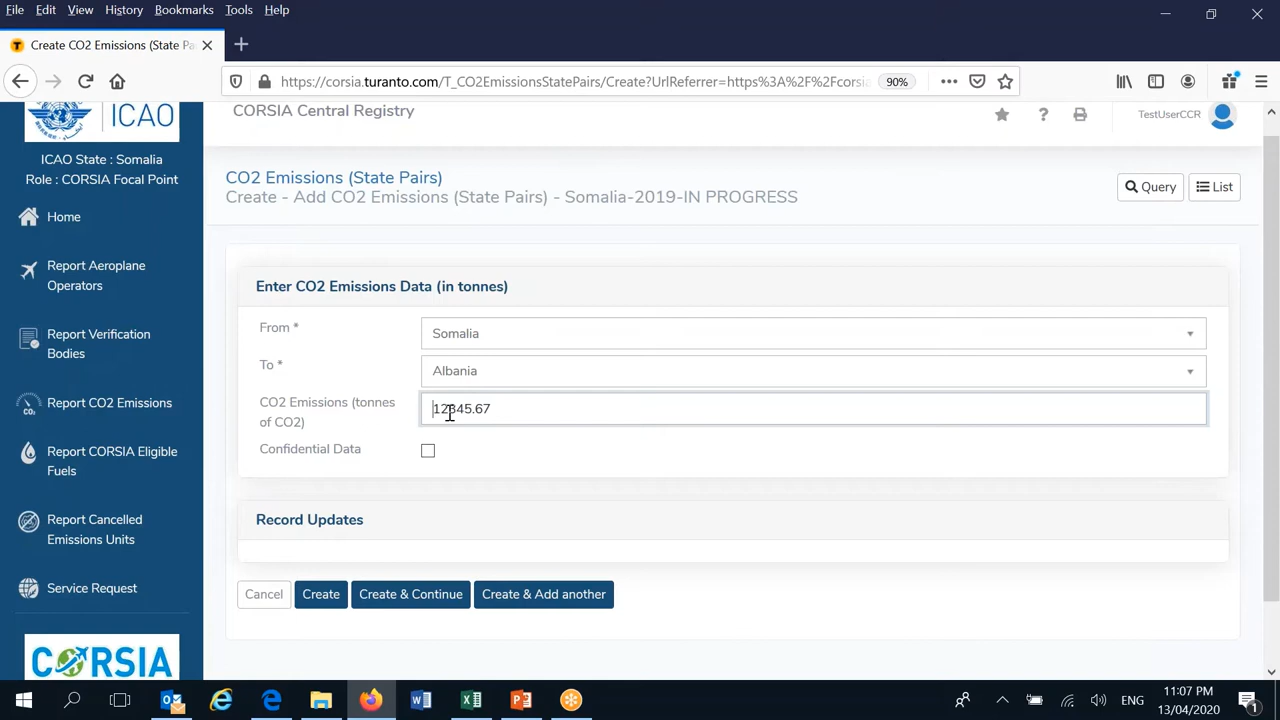 File Edit View History Bookmarks Tools Help
Create CO2 Emissions (State Pa
https://corsia.turanto.com/T_CO2EmissionsStatePairs/Create?UrlReferrer=https%3A%2F%2Fcorsia
90%
ICAO
ICAO State : Somalia
Role : CORSIA Focal Point
Home
Report Aeroplane
Operators
Report Verification
Bodies
CO2
Report CO2 Emissions
Report CORSIA Eligible
Fuels
Report Cancelled
Emissions Units
Service Request
CORSIA
CORSIA Central Registry
TestUserCCR
CO2 Emissions (State Pairs)
Create - Add CO2 Emissions (State Pairs) - Somalia-2019-IN PROGRESS
Query
List
Enter CO2 Emissions Data (in tonnes)
From *
Somalia
To *
Albania
CO2 Emissions (tonnes
of CO2)
12345.67
Confidential Data
Record Updates
Cancel
Create
Create & Continue
Create & Add another
ENG
11:07 PM
13/04/2020
1